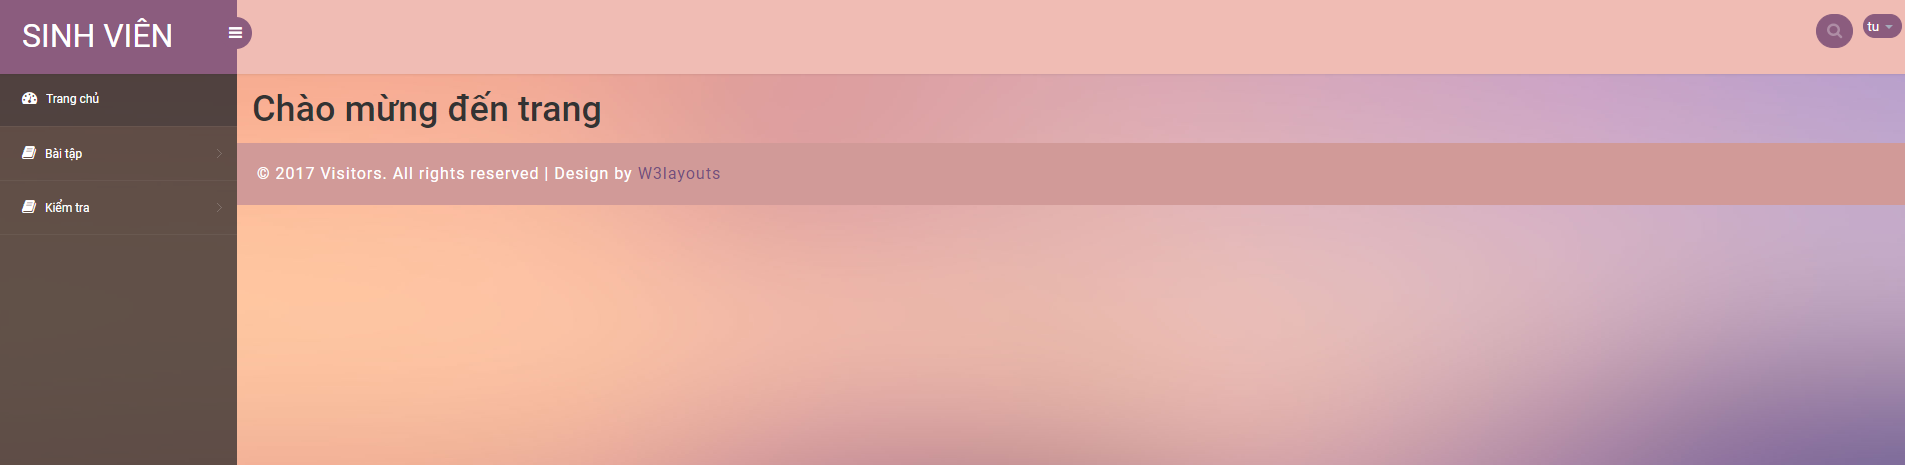 SINH VIÊN
tu
Trang chủ
Chào mừng đến trang
Bài tập
© 2017 Visitors. All rights reserved | Design by W3layouts
Kiểm tra